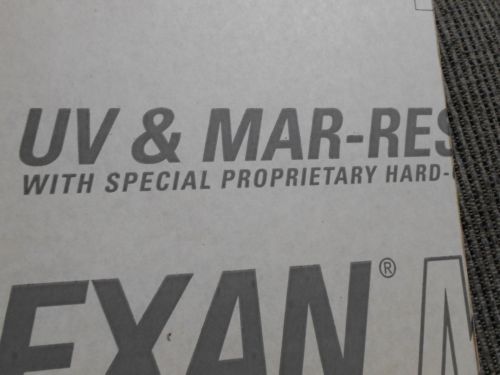 UV & MAR-RES
WITH SPECIAL PROPRIETARY HARD-
EXAN®